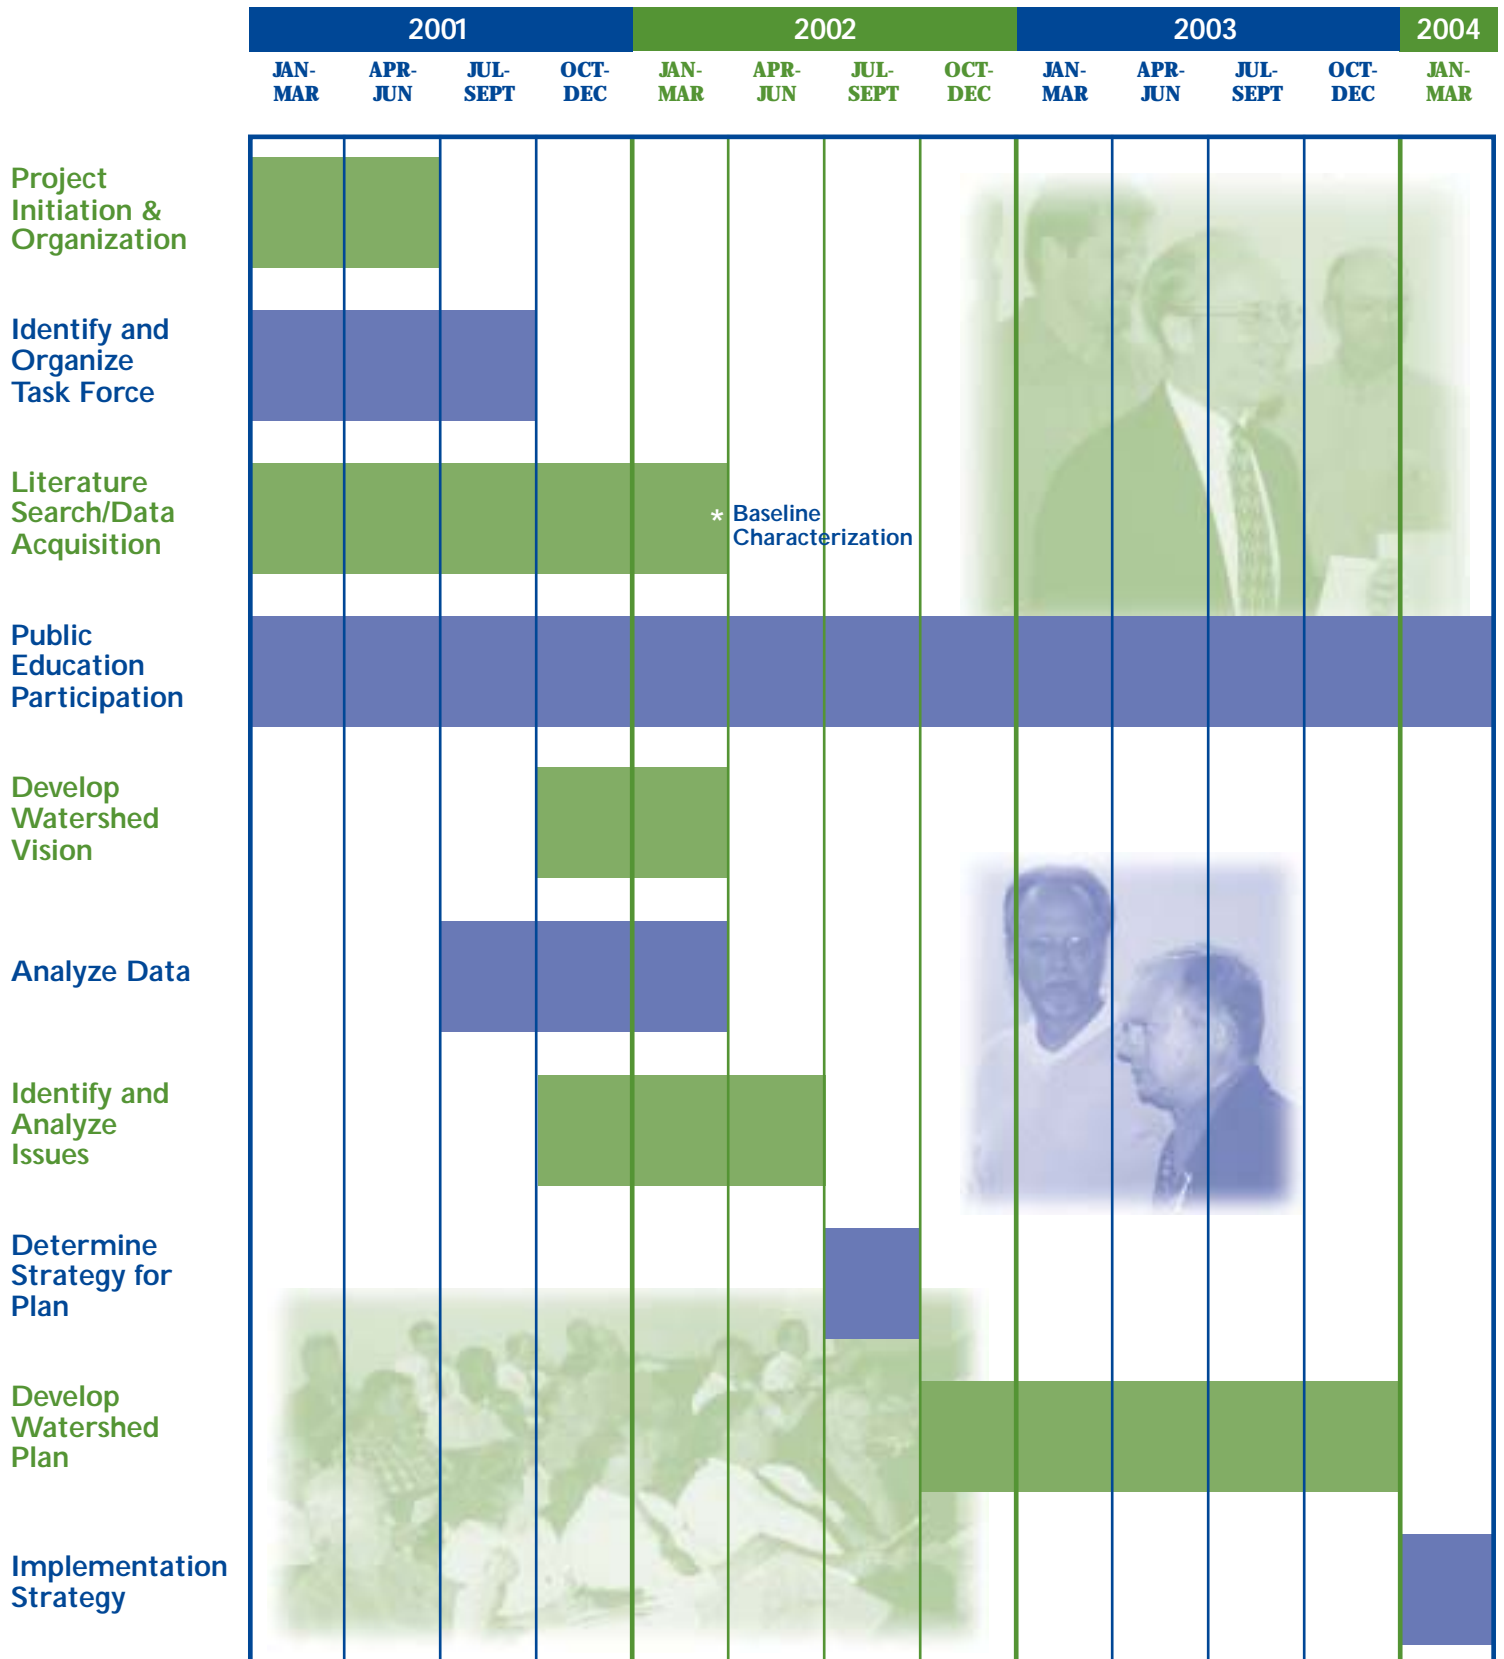 2001 2002 2003 2004
JAN- APR- JUL- OCT- JAN- APR- JUL- OCT- JAN- APR- JUL- OCT- JAN-
MAR JUN SEPT DEC MAR JUN SEPT DEC MAR JUN SEPT DEC MAR
Project
Initiation &
Organization
Identify and
Organize
Task Force
Literature
Search/Data
Acquisition
* Baseline
Characterization
Public
Education
Participation
Develop
Watershed
Vision
Analyze Data
Identify and
Analyze
Issues
Determine
Strategy for
Plan
Develop
Watershed
Plan
Implementation
Strategy